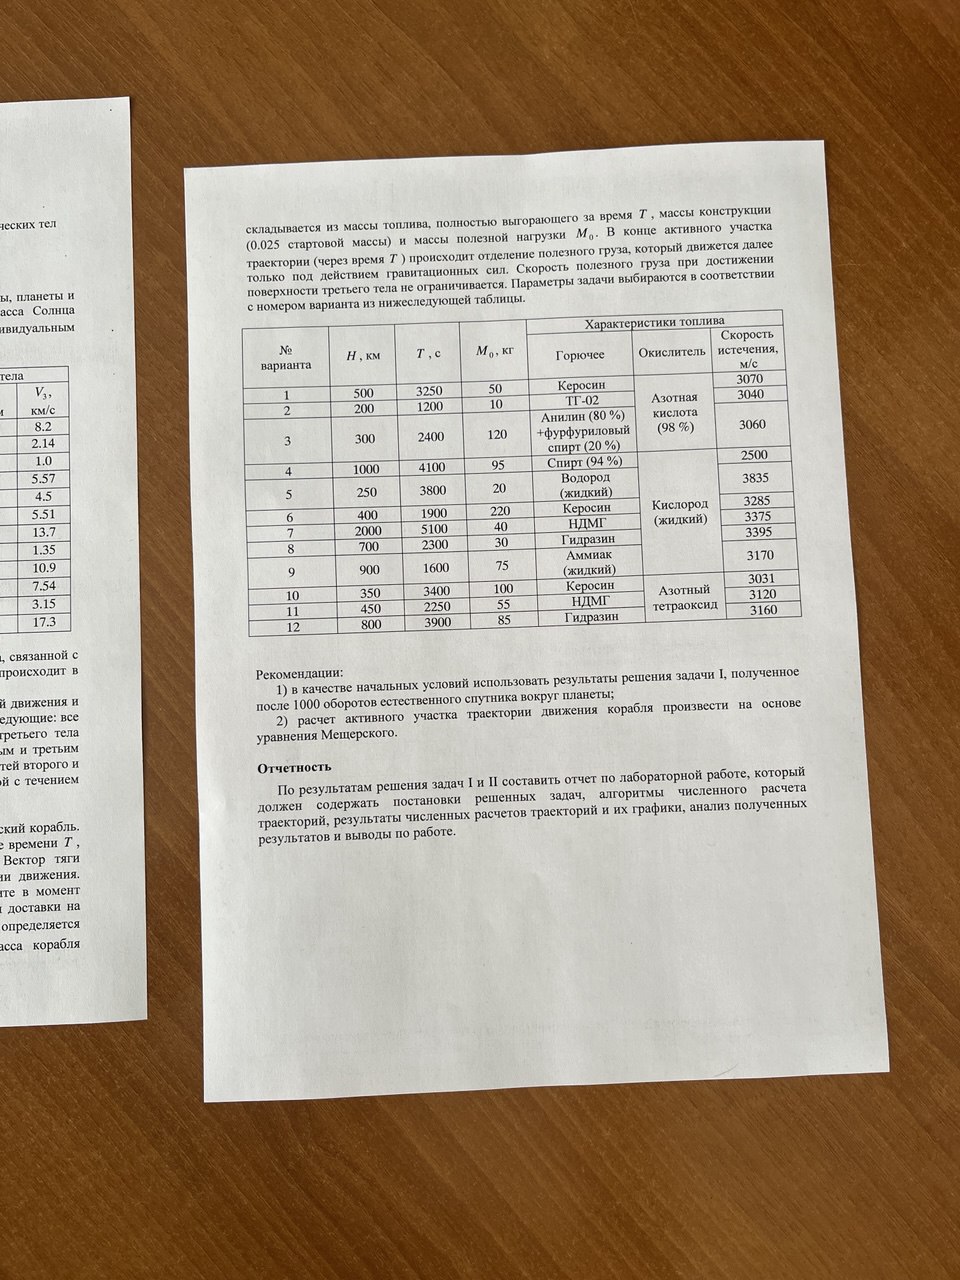 ческих тел
ы, планеты и
асса Солнца
ивидуальным
тела
V₃,
км/с
8.2
2.14
1.0
5.57
4.5
5.51
13.7
1.35
10.9
7.54
3.15
17.3
, связанной с
происходит в
й движения и
едующие: все
третьего тела
ым и третьим
тей второго и
ой с течением
ский корабль.
е времени T ,
Вектор тяги
ии движения.
ите в момент
и доставки на
определяется
асса корабля
складывается из массы топлива, полностью выгорающего за время T , массы конструкции
(0.025 стартовой массы) и массы полезной нагрузки M₀. В конце активного участка
траектории (через время T ) происходит отделение полезного груза, который движется далее
только под действием гравитационных сил. Скорость полезного груза при достижении
поверхности третьего тела не ограничивается. Параметры задачи выбираются в соответствии
с номером варианта из нижеследующей таблицы.
№ варианта H , км T , с M₀, кг Характеристики топлива
Горючее Окислитель Скорость истечения, м/с
1 500 3250 50 Керосин Азотная кислота (98 %) 3070
2 200 1200 10 ТГ-02 3040
3 300 2400 120 Анилин (80 %) +фурфуриловый спирт (20 %) 3060
4 1000 4100 95 Спирт (94 %) Кислород (жидкий) 2500
5 250 3800 20 Водород (жидкий) 3835
6 400 1900 220 Керосин 3285
7 2000 5100 40 НДМГ 3375
8 700 2300 30 Гидразин 3395
9 900 1600 75 Аммиак (жидкий) 3170
10 350 3400 100 Керосин Азотный тетраоксид 3031
11 450 2250 55 НДМГ 3120
12 800 3900 85 Гидразин 3160
Рекомендации:
1) в качестве начальных условий использовать результаты решения задачи I, полученное
после 1000 оборотов естественного спутника вокруг планеты;
2) расчет активного участка траектории движения корабля произвести на основе
уравнения Мещерского.
Отчетность
По результатам решения задач I и II составить отчет по лабораторной работе, который
должен содержать постановки решенных задач, алгоритмы численного расчета
траекторий, результаты численных расчетов траекторий и их графики, анализ полученных
результатов и выводы по работе.